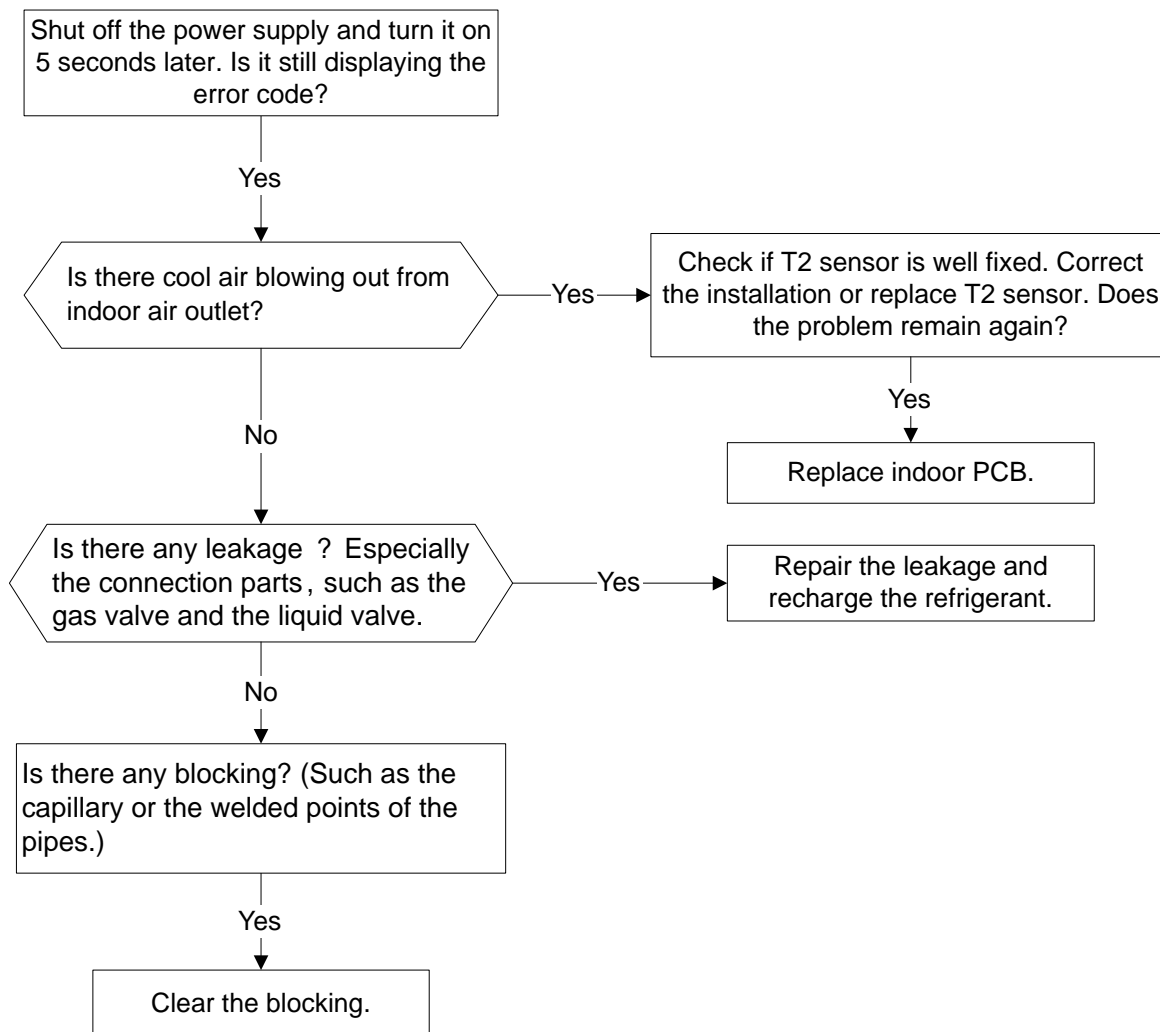 Shut off the power supply and turn it on
5 seconds later. Is it still displaying the
error code?
Yes
Is there cool air blowing out from
indoor air outlet?
Yes
Check if T2 sensor is well fixed. Correct
the installation or replace T2 sensor. Does
the problem remain again?
Yes
Replace indoor PCB.
No
Is there any leakage ? Especially
the connection parts, such as the
gas valve and the liquid valve.
Yes
Repair the leakage and
recharge the refrigerant.
No
Is there any blocking? (Such as the
capillary or the welded points of the
pipes.)
Yes
Clear the blocking.